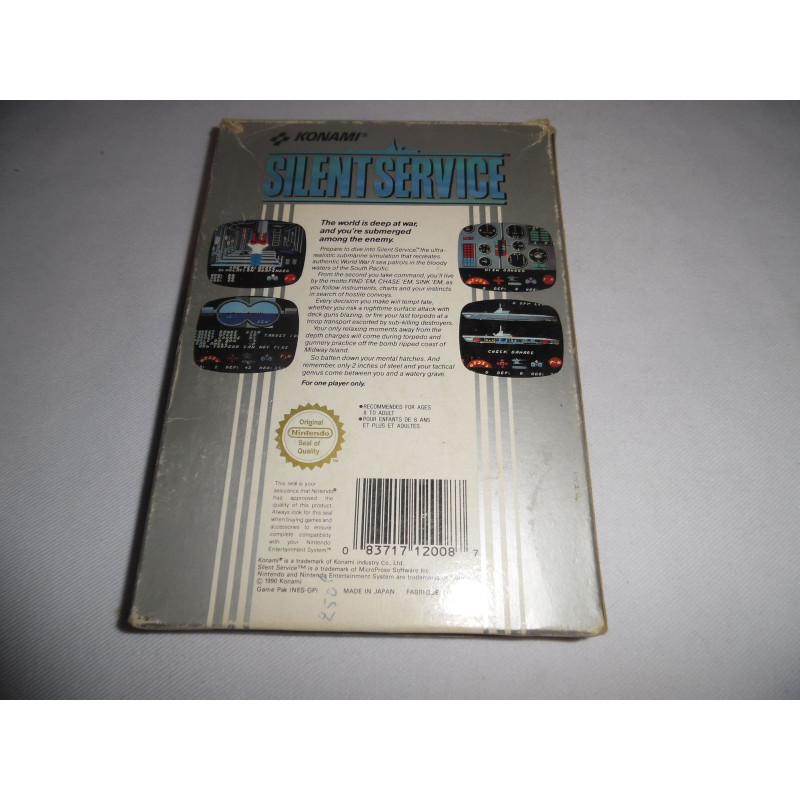 KONAMI®
SILENT SERVICE™
The world is deep at war,
and you're submerged
among the enemy.
Prepare to dive into Silent Service,™ the ultra-
realistic submarine simulation that recreates
authentic World War II sea patrols in the bloody
waters of the South Pacific.
From the second you take command, you'll live
by the motto FIND 'EM, CHASE 'EM, SINK 'EM, as
you follow instruments, charts and your instincts
in search of hostile convoys.
Every decision you make will tempt fate,
whether you risk a nighttime surface attack with
deck guns blazing, or fire your last torpedo at a
troop transport escorted by sub-killing destroyers.
Your only relaxing moments away from the
depth charges will come during torpedo and
gunnery practice off the bomb ripped coast of
Midway Island.
So batten down your mental hatches. And
remember, only 2 inches of steel and your tactical
genius come between you and a watery grave.
For one player only.
HIGH DAMAGE
CHECK DAMAGE
•RECOMMENDED FOR AGES
6 TO ADULT
•POUR ENFANTS DE 6 ANS
ET PLUS ET ADULTES
Original
Nintendo
Seal of
Quality
TM
This seal is your
assurance that Nintendo®
has approved the
quality of this product.
Always look for this seal
when buying games and
accessories to ensure
complete compatibility
with your Nintendo
Entertainment System™
0 83717 12008 7
Konami® is a trademark of Konami Industry Co., Ltd.
Silent Service™ is a trademark of MicroProse Software Inc.
Nintendo and Nintendo Entertainment System are trademarks of
© 1990 Konami
Game Pak (NES-GP)
MADE IN JAPAN
250